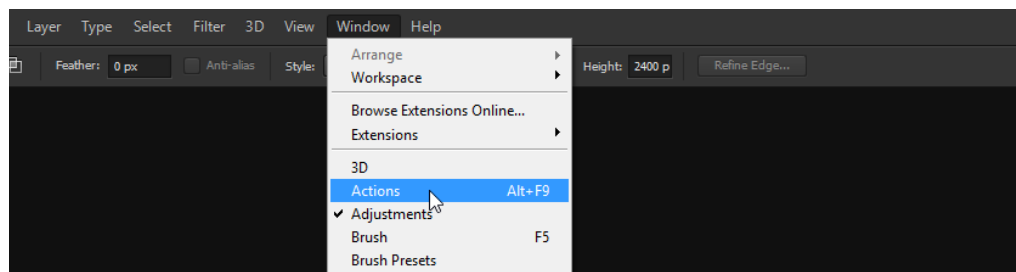 Layer Type Select Filter 3D View Window Help
Feather: 0 px Anti-alias Style: Height: 2400 p Refine Edge...
Arrange
Workspace
Browse Extensions Online...
Extensions
3D
Actions Alt+F9
Adjustments
Brush F5
Brush Presets